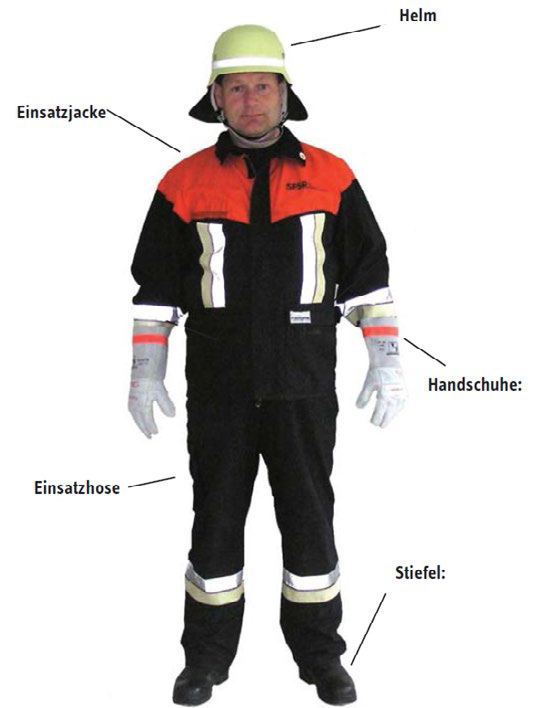 Helm
Einsatzjacke
Handschuhe:
Einsatzhose
Stiefel: